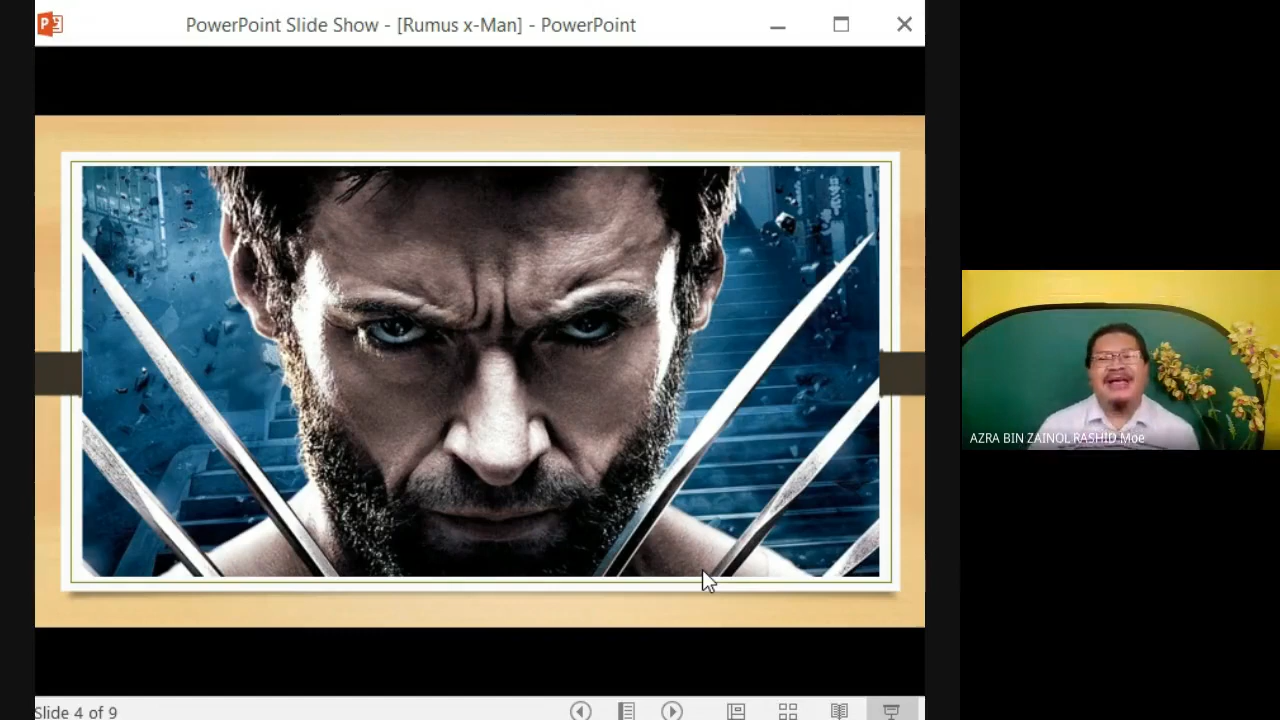 PowerPoint Slide Show - [Rumus x-Man] - PowerPoint
AZRA BIN ZAINOL RASHID Moe
Slide 4 of 9